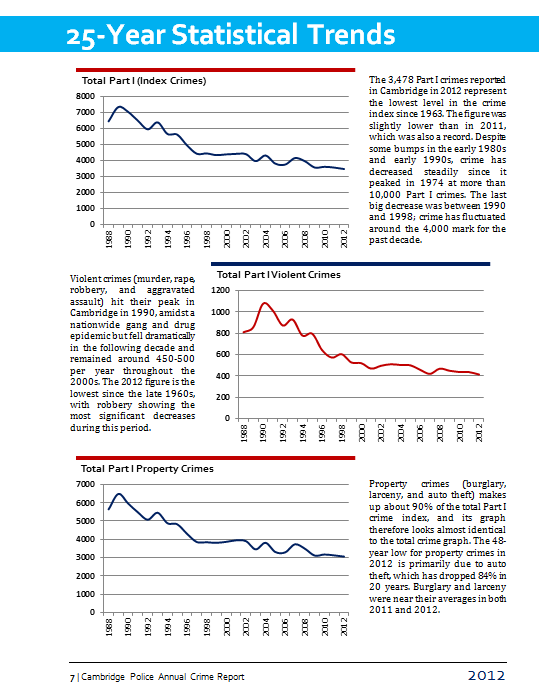 25-Year Statistical Trends
Total Part I (Index Crimes)
8000
7000
6000
5000
4000
3000
2000
1000
0
1988 1990 1992 1994 1996 1998 2000 2002 2004 2006 2008 2010 2012
The 3,478 Part I crimes reported
in Cambridge in 2012 represent
the lowest level in the crime
index since 1963. The figure was
slightly lower than in 2011,
which was also a record. Despite
some bumps in the early 1980s
and early 1990s, crime has
decreased steadily since it
peaked in 1974 at more than
10,000 Part I crimes. The last
big decrease was between 1990
and 1998; crime has fluctuated
around the 4,000 mark for the
past decade.
Violent crimes (murder, rape,
robbery, and aggravated
assault) hit their peak in
Cambridge in 1990, amidst a
nationwide gang and drug
epidemic but fell dramatically
in the following decade and
remained around 450-500
per year throughout the
2000s. The 2012 figure is the
lowest since the late 1960s,
with robbery showing the
most significant decreases
during this period.
Total Part I Violent Crimes
1200
1000
800
600
400
200
0
1988 1990 1992 1994 1996 1998 2000 2002 2004 2006 2008 2010 2012
Total Part I Property Crimes
7000
6000
5000
4000
3000
2000
1000
0
1988 1990 1992 1994 1996 1998 2000 2002 2004 2006 2008 2010 2012
Property crimes (burglary,
larceny, and auto theft) makes
up about 90% of the total Part I
crime index, and its graph
therefore looks almost identical
to the total crime graph. The 48-
year low for property crimes in
2012 is primarily due to auto
theft, which has dropped 84% in
20 years. Burglary and larceny
were near their averages in both
2011 and 2012.
7 | Cambridge Police Annual Crime Report
2012